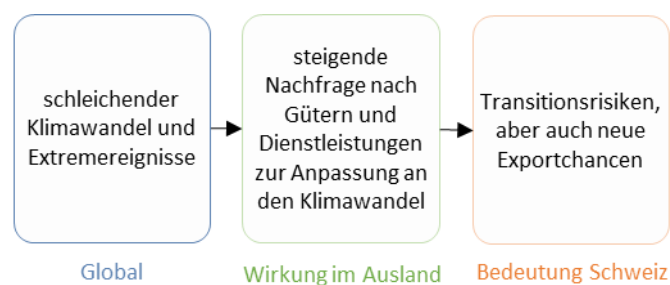 schleichender
Klimawandel und
Extremereignisse
steigende
Nachfrage nach
Gütern und
Dienstleistungen
zur Anpassung an
den Klimawandel
Transitionsrisiken,
aber auch neue
Exportchancen
Global
Wirkung im Ausland
Bedeutung Schweiz